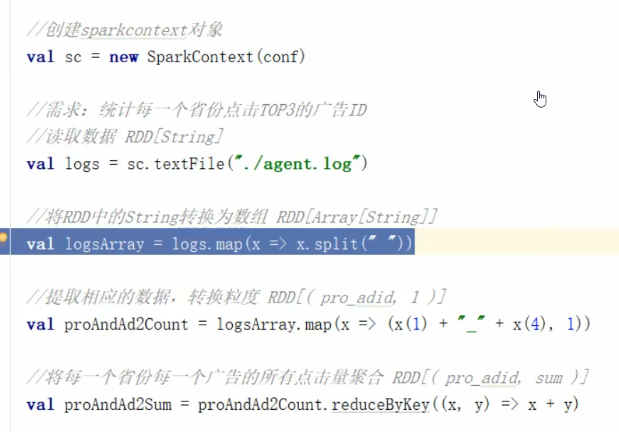 //创建sparkcontext对象
val sc = new SparkContext(conf)
//需求：统计每一个省份点击TOP3的广告ID
//读取数据 RDD[String]
val logs = sc.textFile("./agent.log")
//将RDD中的String转换为数组 RDD[Array[String]]
val logsArray = logs.map(x => x.split(" "))
//提取相应的数据，转换粒度 RDD[( pro_adid, 1 )]
val proAndAd2Count = logsArray.map(x => (x(1) + "_" + x(4), 1))
//将每一个省份每一个广告的所有点击量聚合 RDD[( pro_adid, sum )]
val proAndAd2Sum = proAndAd2Count.reduceByKey((x, y) => x + y)